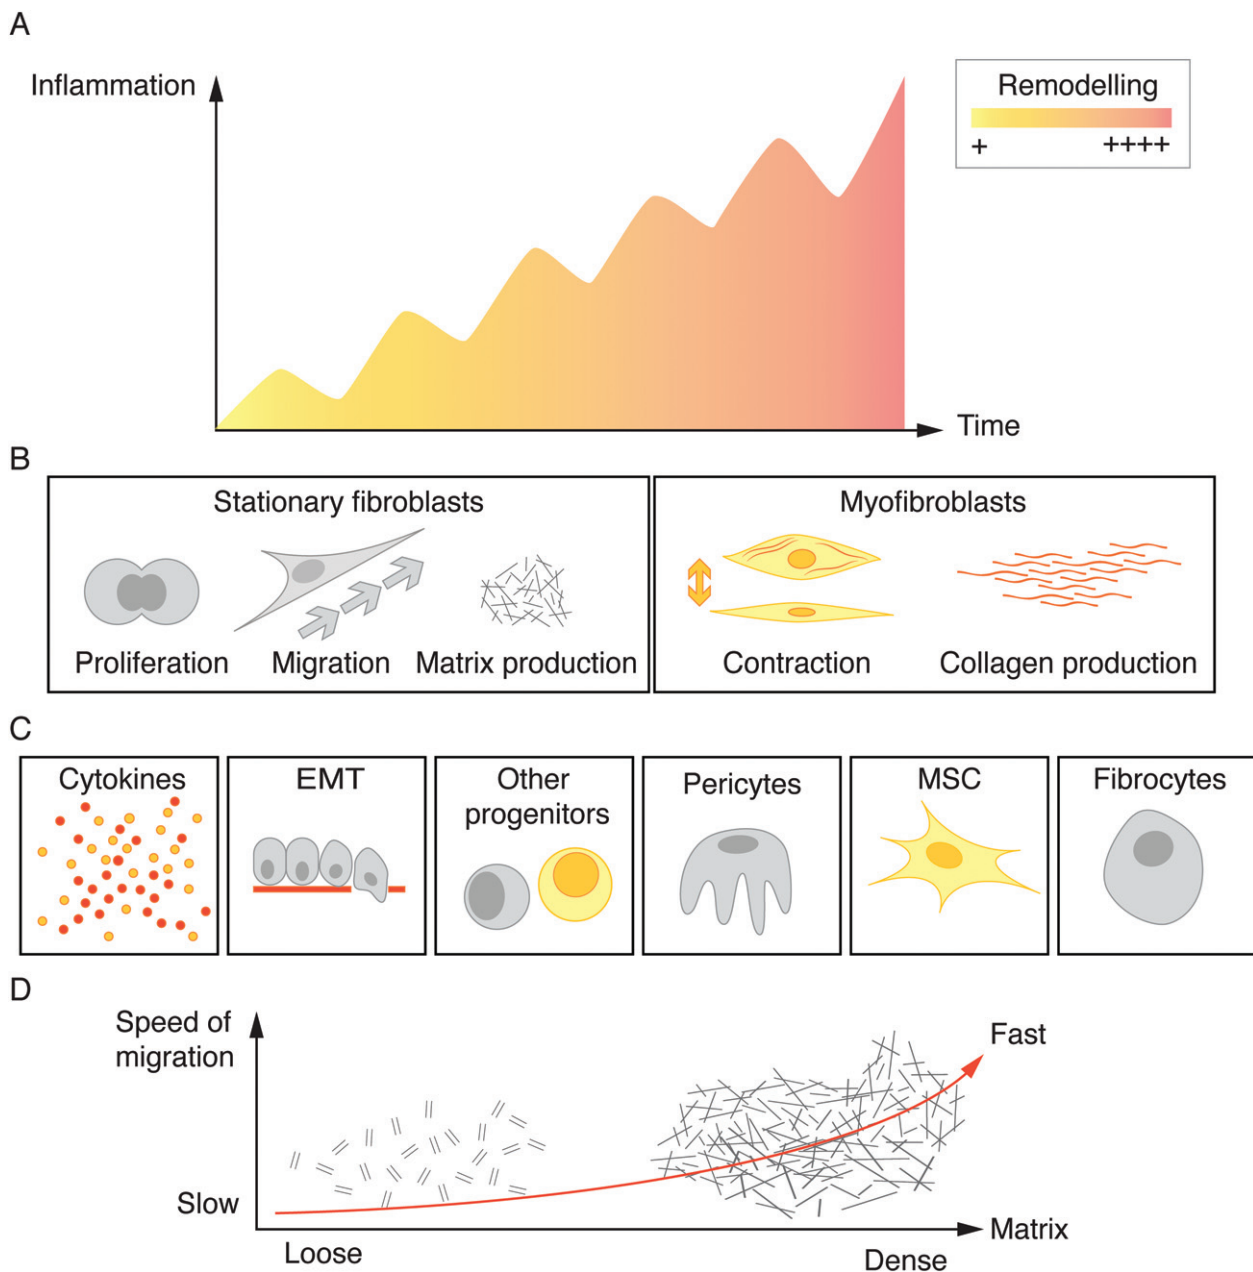 A
Inflammation
Remodelling
+ ++++
Time
B
Stationary fibroblasts
Proliferation
Migration
Matrix production
Myofibroblasts
Contraction
Collagen production
C
Cytokines
EMT
Other
progenitors
Pericytes
MSC
Fibrocytes
D
Speed of
migration
Fast
Slow
Matrix
Loose
Dense